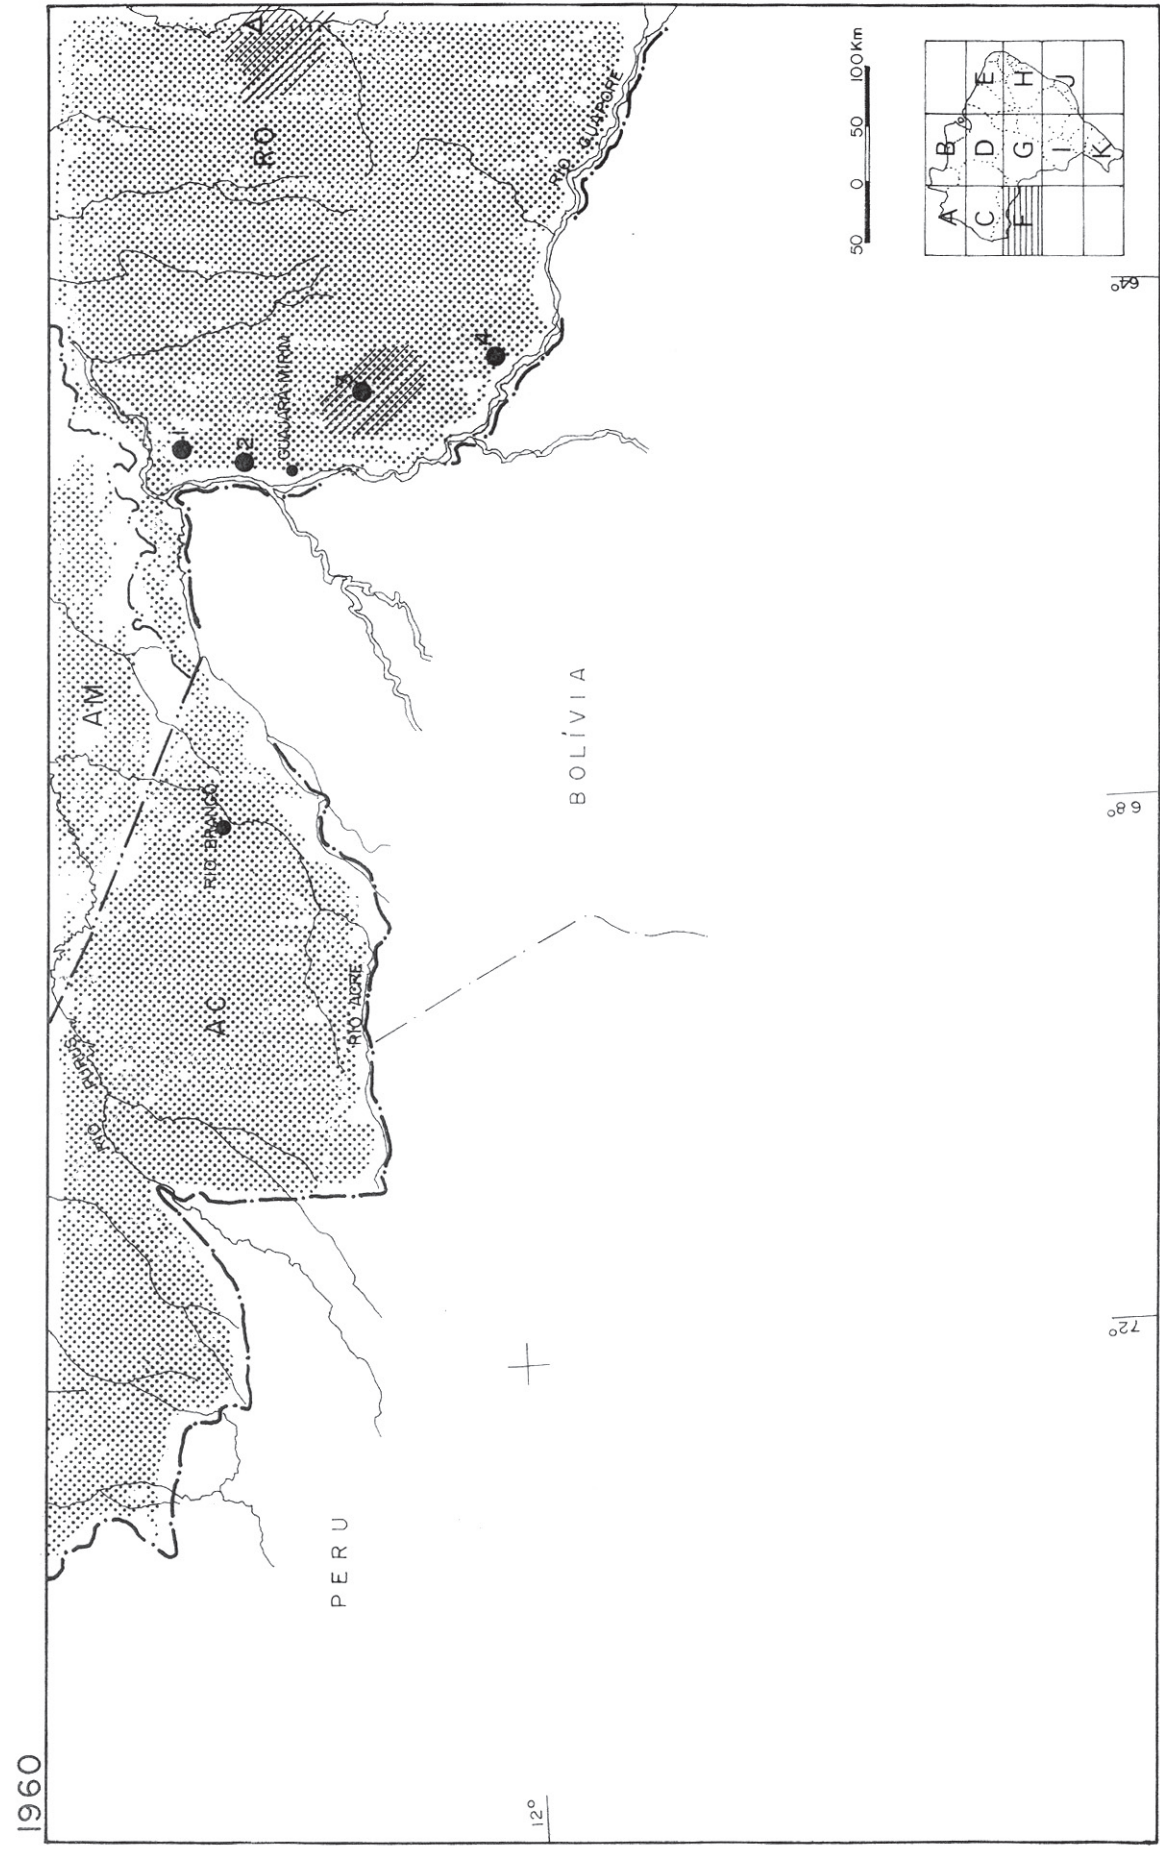 1960
AM
RO
A
1
2
GUAJARÁ-MIRIM
3
4
RIO GUAPORÉ
RIO PURUS
AC
RIO BRANCO
RIO ACRE
PERU
BOLÍVIA
12°
72°
68°
64°
50 0 50 100Km
A B
C D E
F G H
I J
K